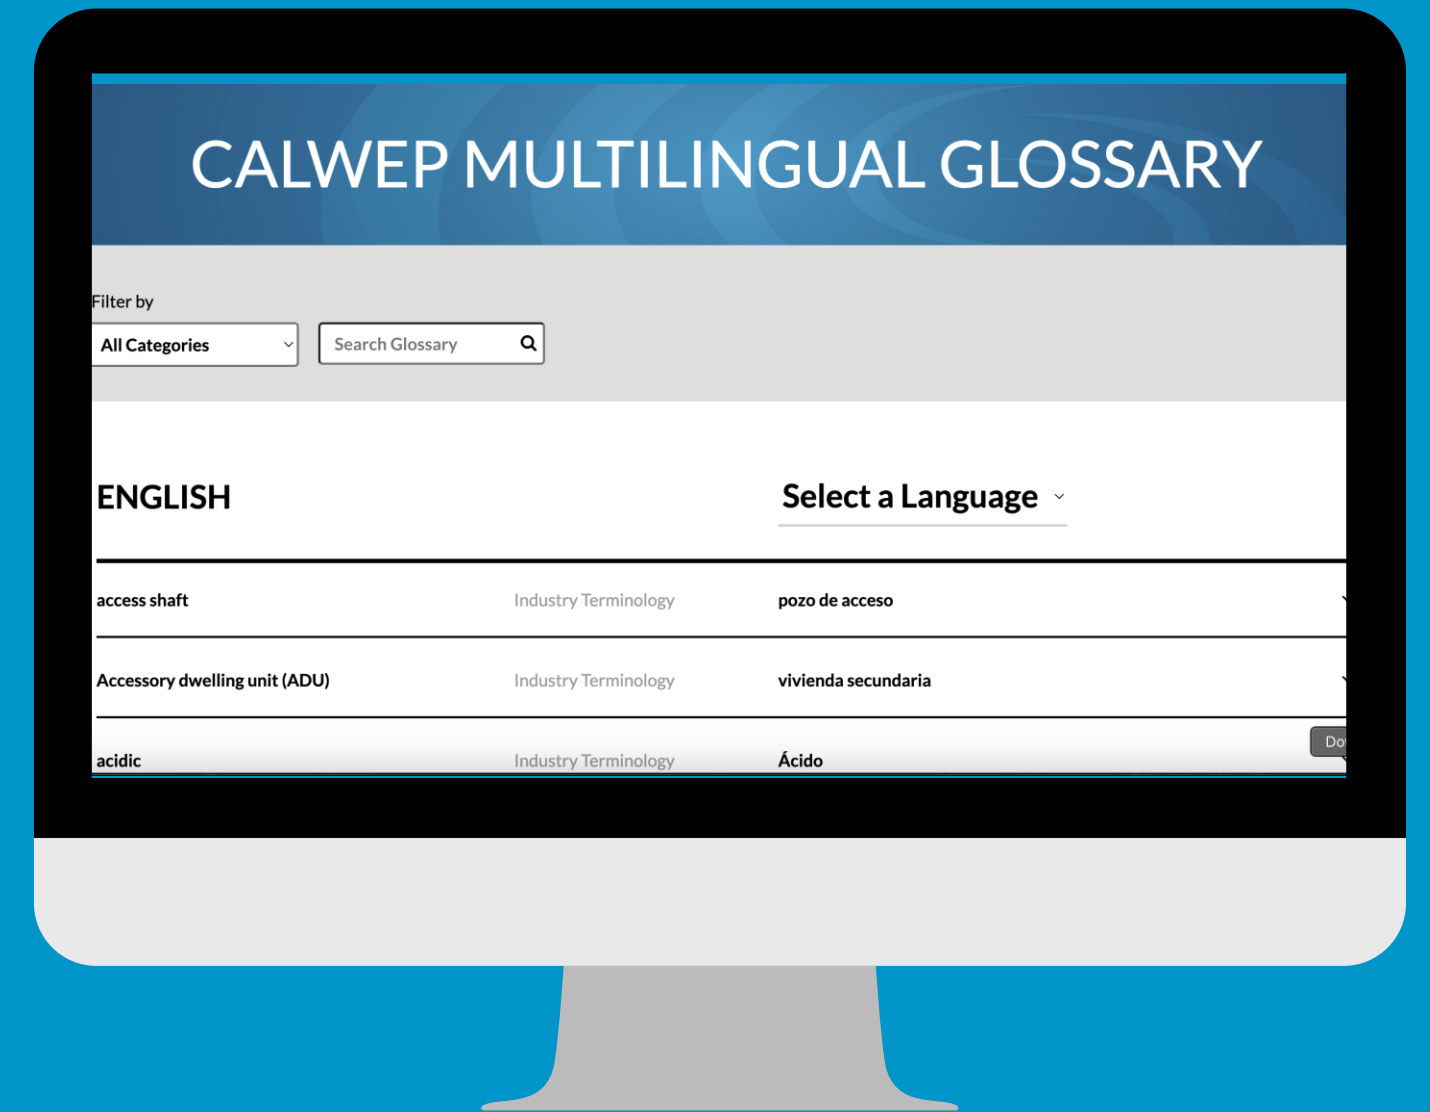 CALWEP MULTILINGUAL GLOSSARY
Filter by
All Categories
Search Glossary
ENGLISH
Select a Language
access shaft Industry Terminology pozo de acceso
Accessory dwelling unit (ADU) Industry Terminology vivienda secundaria
acidic Industry Terminology Ácido